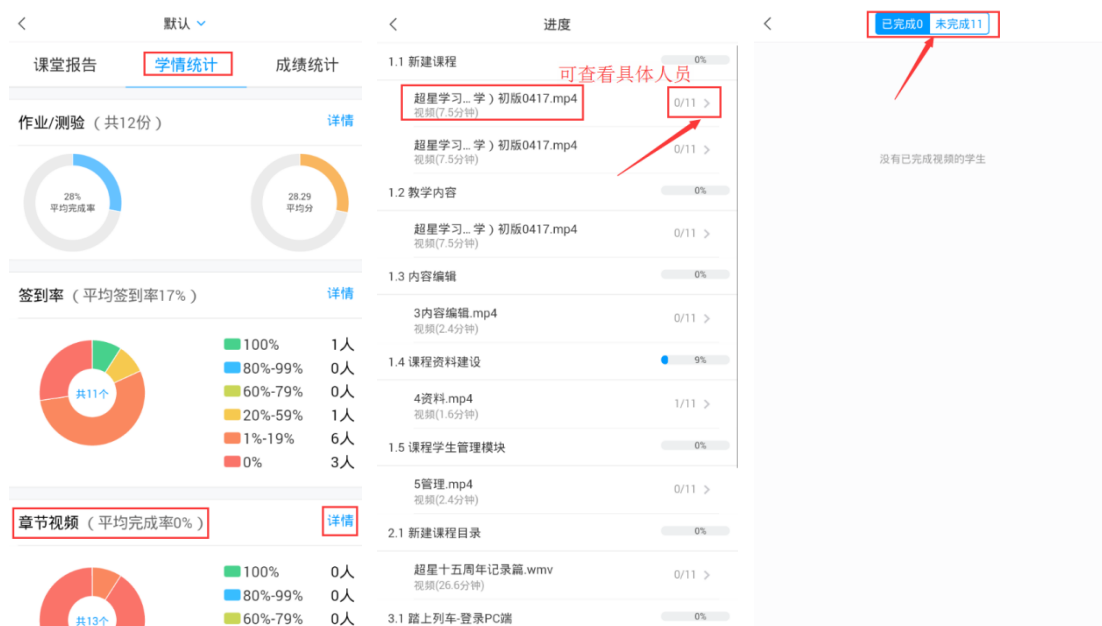 默认
课堂报告
学情统计
成绩统计
作业/测验（共12份）
详情
28%
平均完成率
28.29
平均分
签到率（平均签到率17%）
详情
共11个
100% 1人
80%-99% 0人
60%-79% 0人
20%-59% 1人
1%-19% 6人
0% 3人
章节视频（平均完成率0%）
详情
共13个
100% 0人
80%-99% 0人
60%-79% 0人
进度
1.1 新建课程 0%
可查看具体人员
超星学习... 学）初版0417.mp4
视频(7.5分钟)
0/11
超星学习... 学）初版0417.mp4
视频(7.5分钟)
0/11
1.2 教学内容 0%
超星学习... 学）初版0417.mp4
视频(7.5分钟)
0/11
1.3 内容编辑 0%
3内容编辑.mp4
视频(2.4分钟)
0/11
1.4 课程资料建设 9%
4资料.mp4
视频(1.6分钟)
1/11
1.5 课程学生管理模块 0%
5管理.mp4
视频(2.4分钟)
0/11
2.1 新建课程目录 0%
超星十五周年记录篇.wmv
视频(26.6分钟)
0/11
3.1 踏上列车-登录PC端 0%
已完成0 未完成11
没有已完成视频的学生